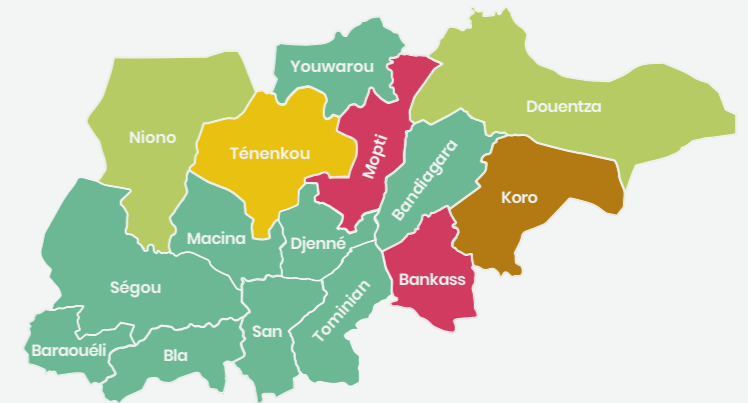 Youwarou
Douentza
Niono
Ténenkou
Mopti
Bandiagara
Koro
Macina
Djenné
Ségou
Bankass
Tominian
San
Baraouéli
Bla